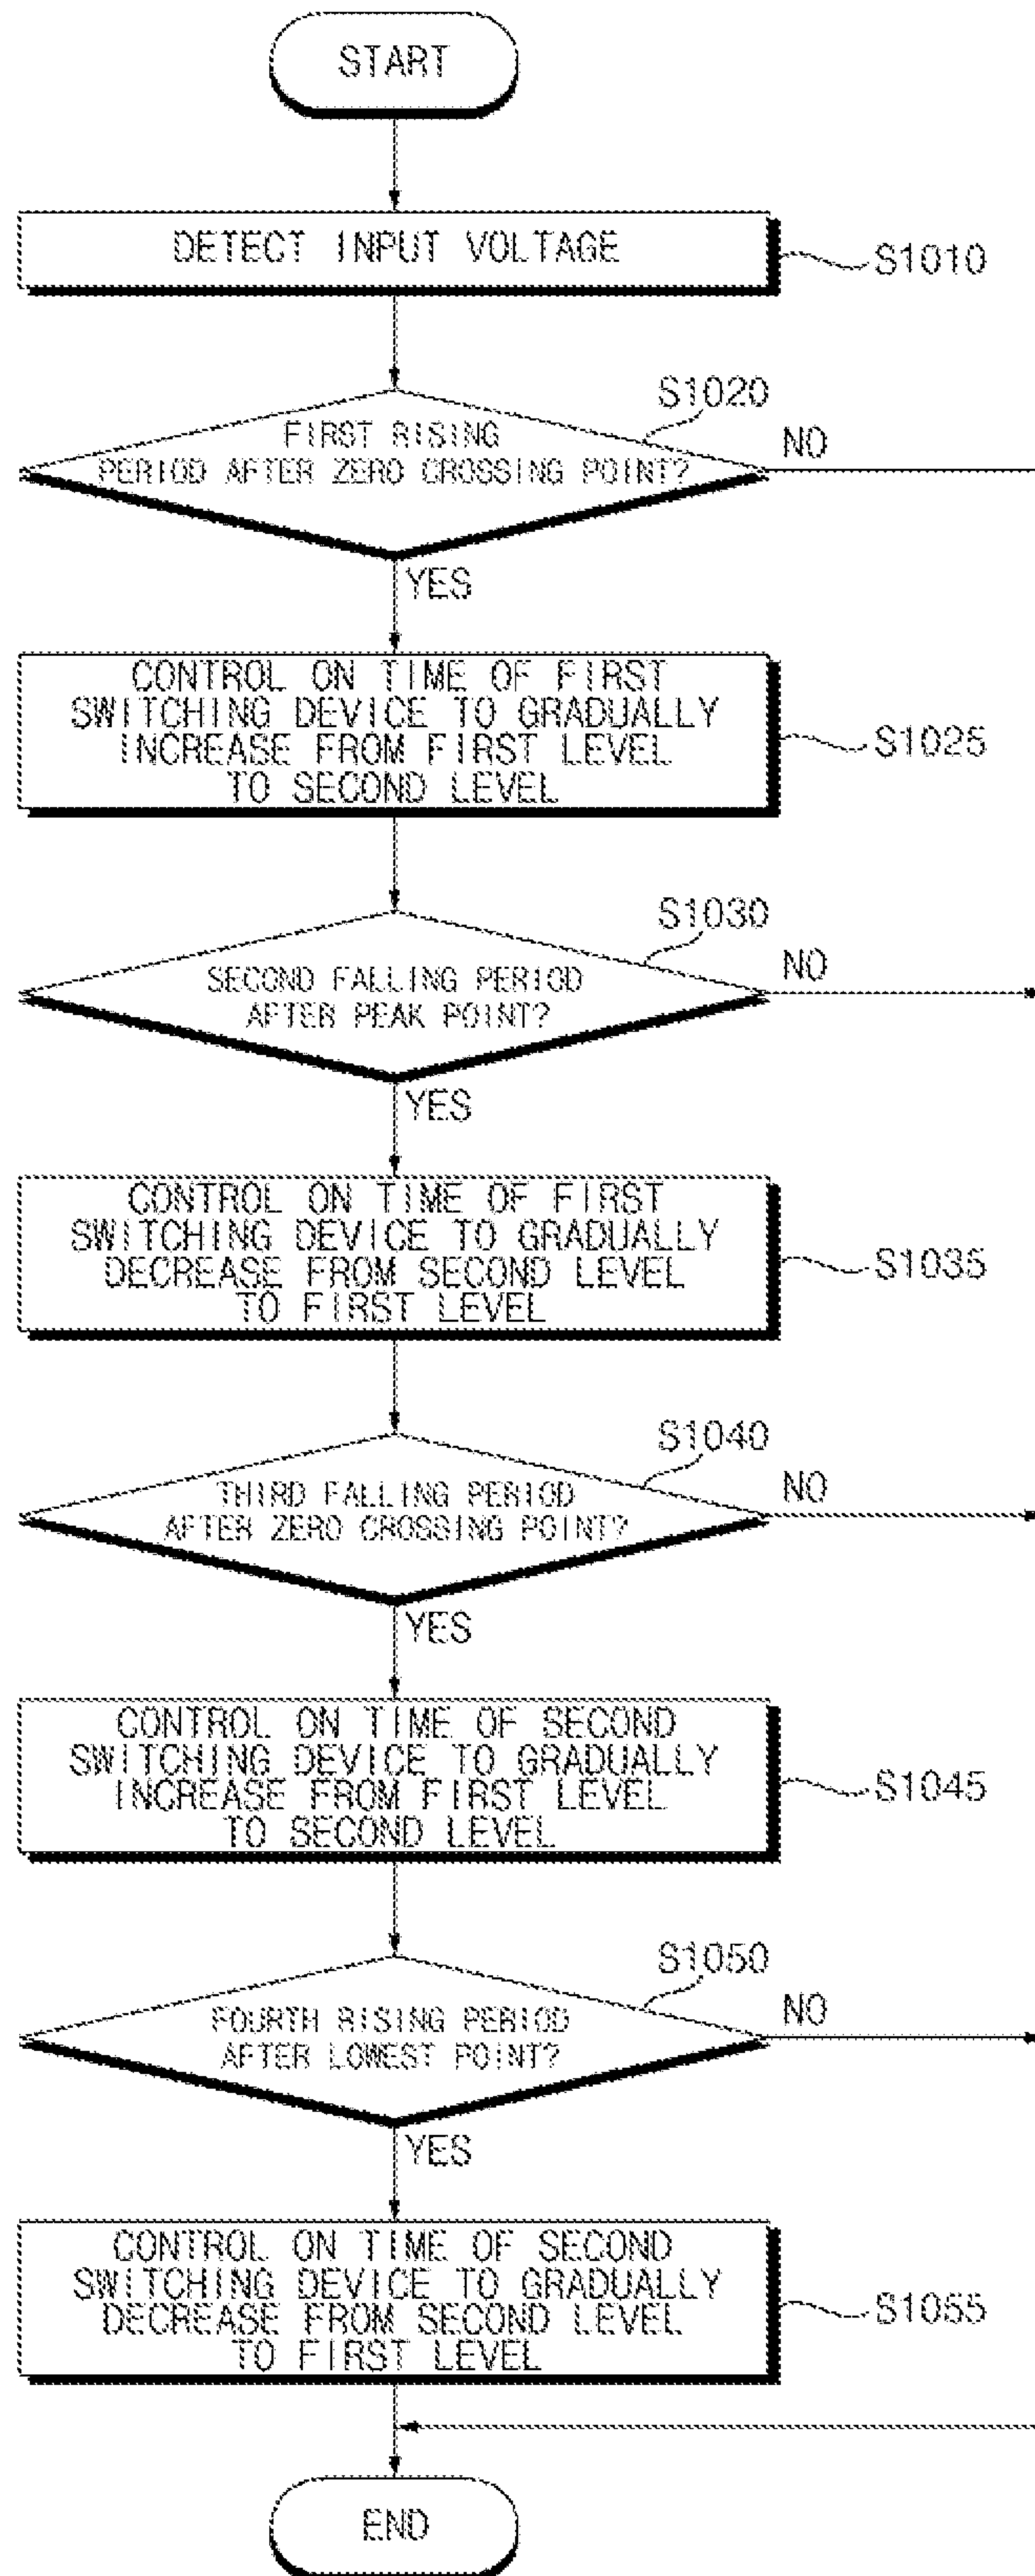 START
DETECT INPUT VOLTAGE
S1010
S1020
FIRST RISING
PERIOD AFTER ZERO CROSSING POINT?
NO
YES
CONTROL ON TIME OF FIRST
SWITCHING DEVICE TO GRADUALLY
INCREASE FROM FIRST LEVEL
TO SECOND LEVEL
S1025
S1030
SECOND FALLING PERIOD
AFTER PEAK POINT?
NO
YES
CONTROL ON TIME OF FIRST
SWITCHING DEVICE TO GRADUALLY
DECREASE FROM SECOND LEVEL
TO FIRST LEVEL
S1035
S1040
THIRD FALLING PERIOD
AFTER ZERO CROSSING POINT?
NO
YES
CONTROL ON TIME OF SECOND
SWITCHING DEVICE TO GRADUALLY
INCREASE FROM FIRST LEVEL
TO SECOND LEVEL
S1045
S1050
FOURTH RISING PERIOD
AFTER LOWEST POINT?
NO
YES
CONTROL ON TIME OF SECOND
SWITCHING DEVICE TO GRADUALLY
DECREASE FROM SECOND LEVEL
TO FIRST LEVEL
S1055
END